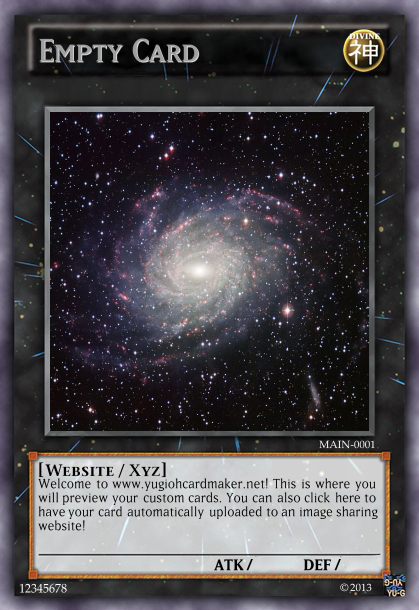 EMPTY CARD
DIVINE
神
MAIN-0001
[WEBSITE / XYZ]
Welcome to www.yugiohcardmaker.net! This is where you
will preview your custom cards. You can also click here to
have your card automatically uploaded to an image sharing
website!
ATK / DEF /
12345678
©2013
YU-G